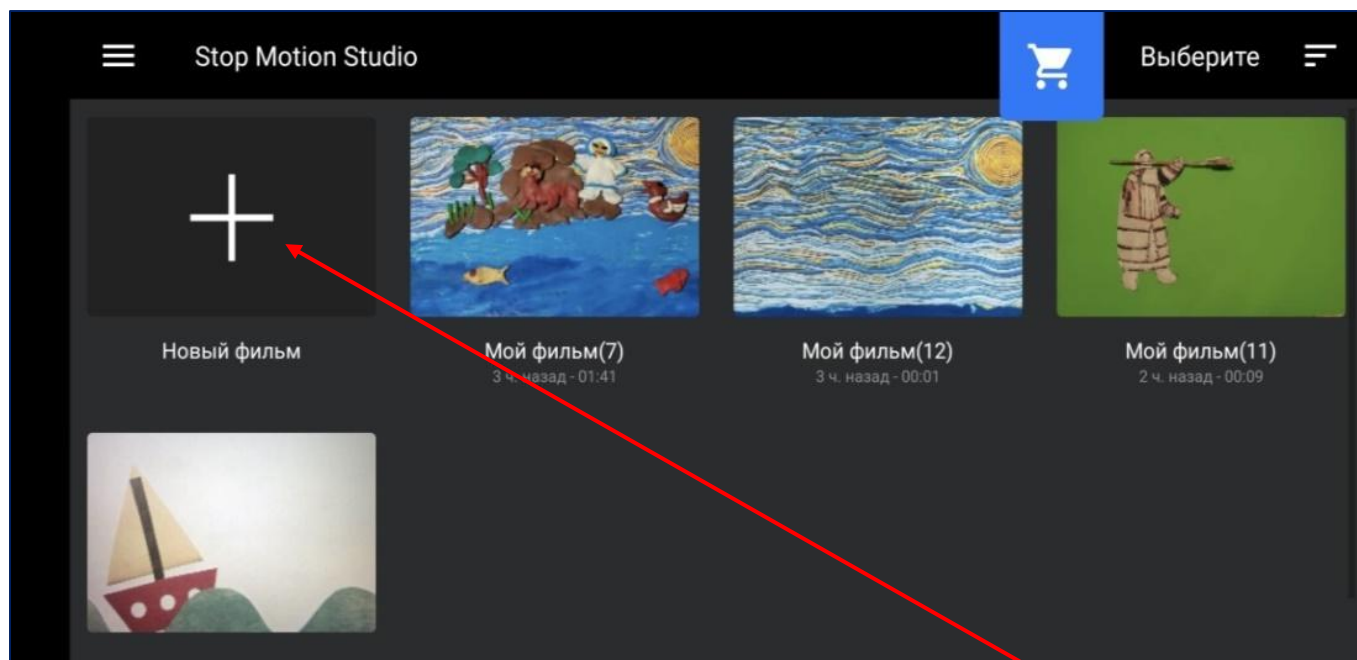 Stop Motion Studio
Выберите
Новый фильм
Мой фильм(7)
3 ч. назад - 01:41
Мой фильм(12)
3 ч. назад - 00:01
Мой фильм(11)
2 ч. назад - 00:09